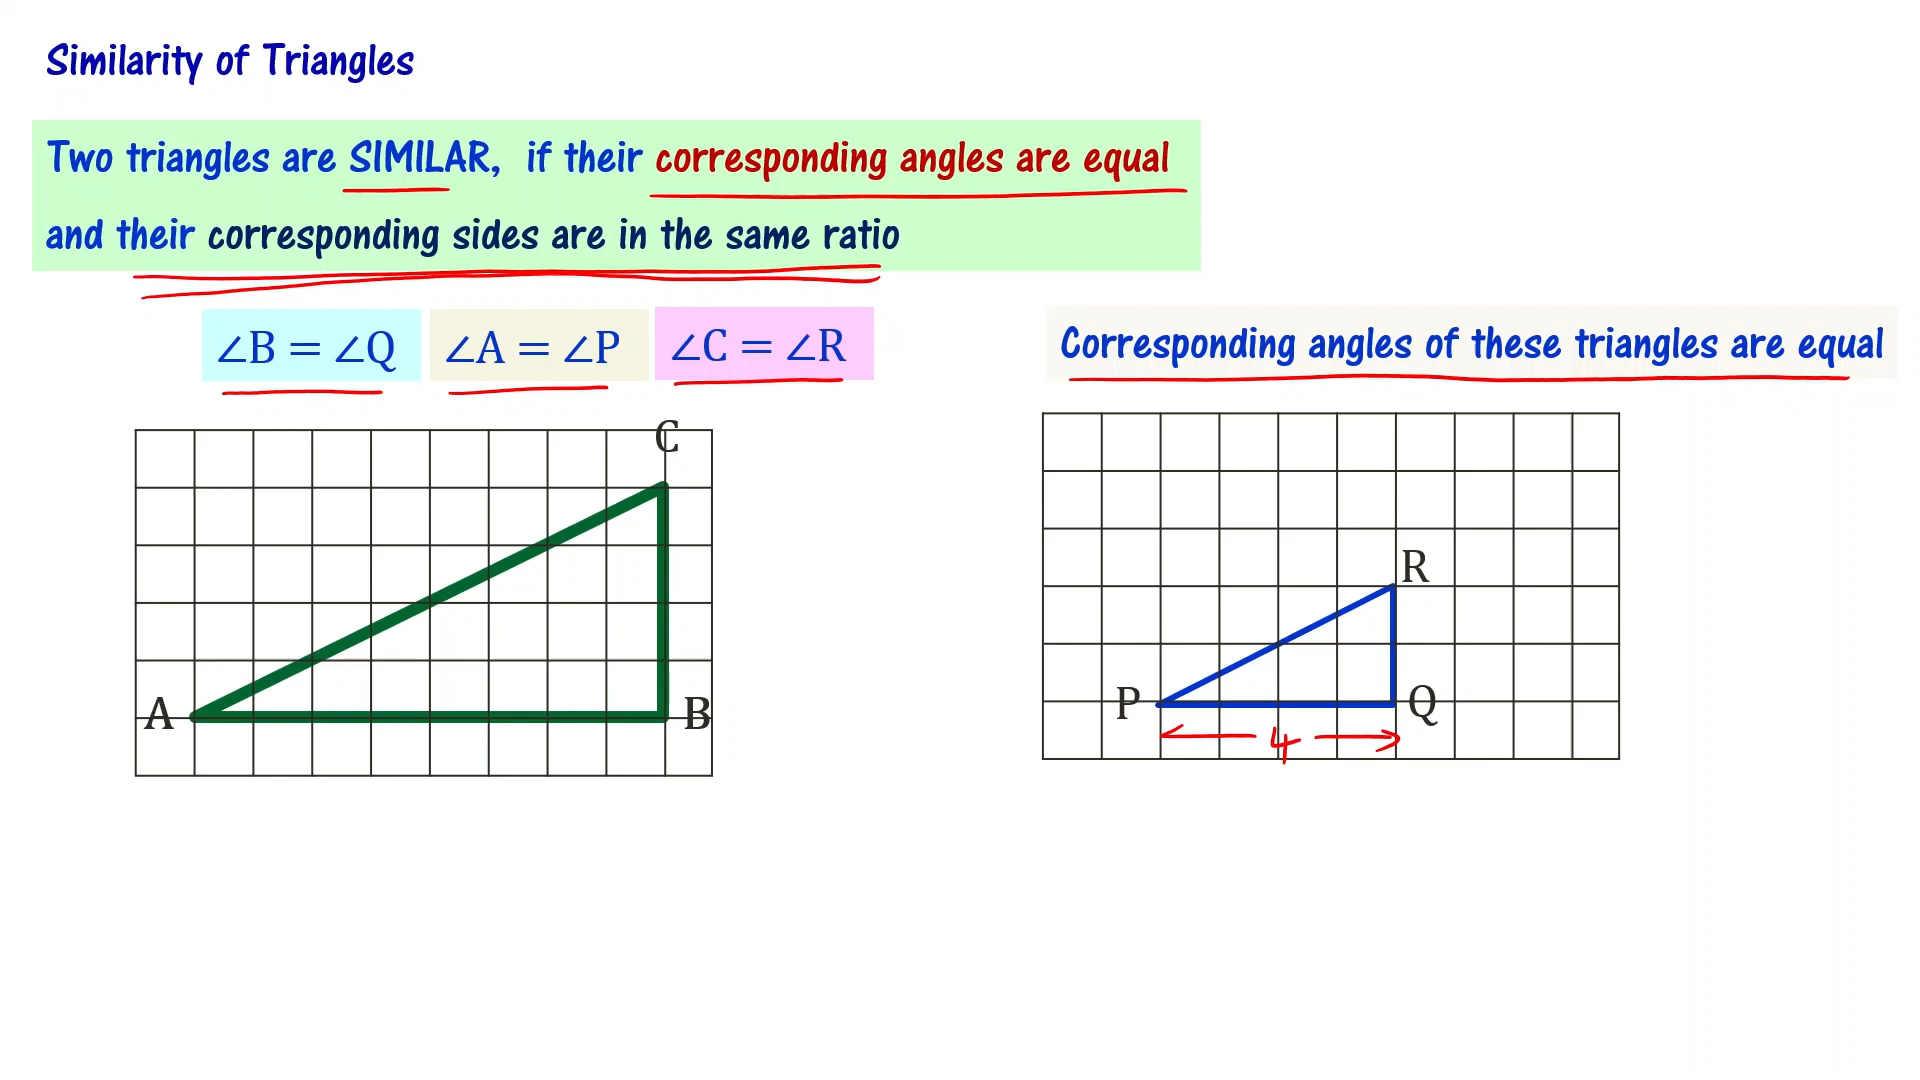 Similarity of Triangles
Two triangles are SIMILAR, if their corresponding angles are equal
and their corresponding sides are in the same ratio
∠B = ∠Q ∠A = ∠P ∠C = ∠R
Corresponding angles of these triangles are equal
C
A
B
R
P
Q
4